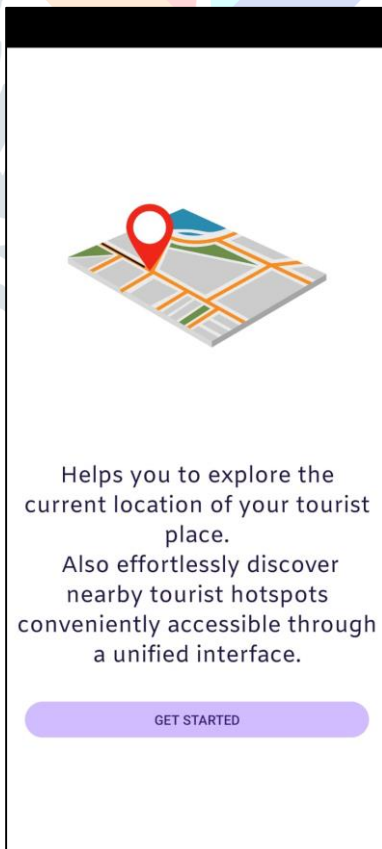 Helps you to explore the
current location of your tourist
place.
Also effortlessly discover
nearby tourist hotspots
conveniently accessible through
a unified interface.
GET STARTED